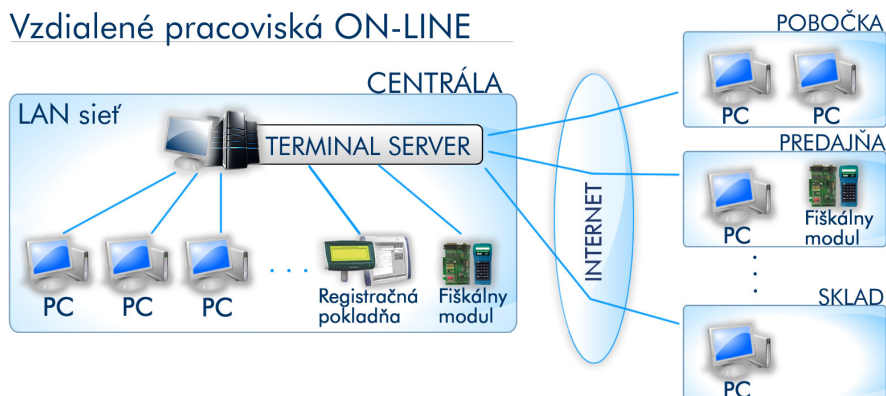 Vzdialené pracoviská ON-LINE
CENTRÁLA
LAN sieť
TERMINAL SERVER
PC
PC
PC
. . .
Registračná
pokladňa
Fiškálny
modul
INTERNET
POBOČKA
PC
PC
PREDAJŇA
PC
Fiškálny
modul
SKLAD
PC